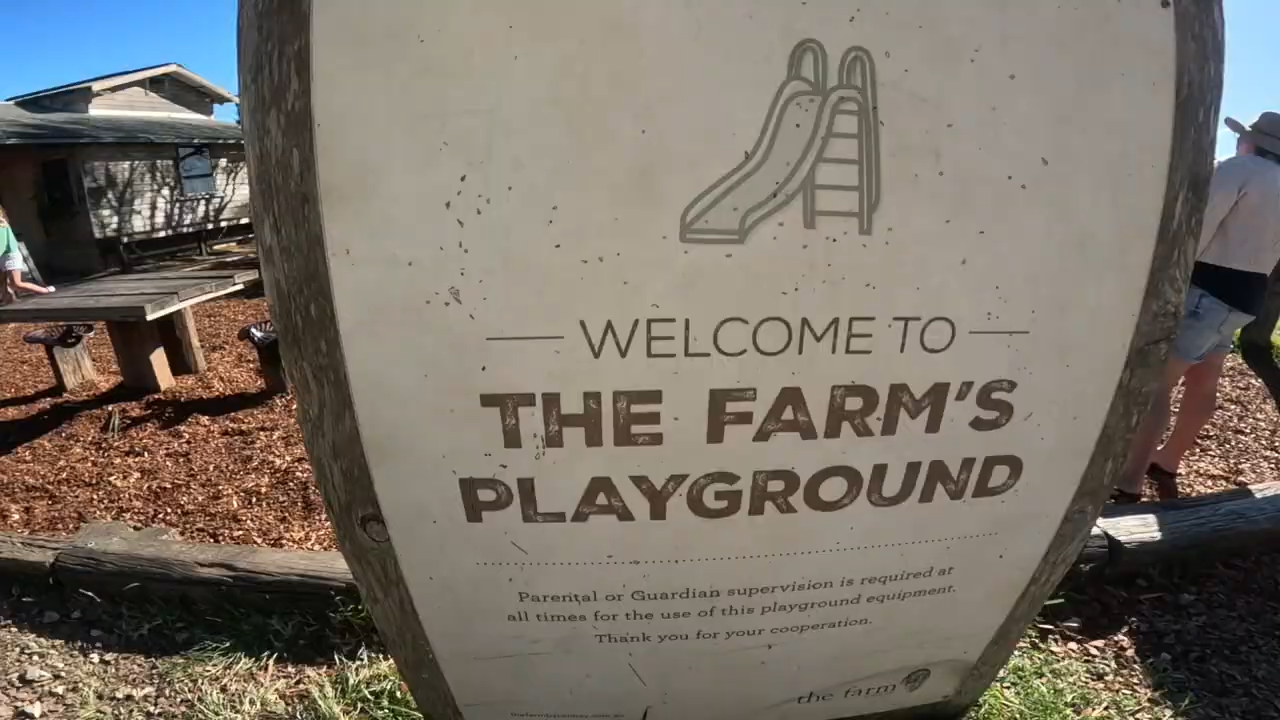 WELCOME TO
THE FARM'S
PLAYGROUND
Parental or Guardian supervision is required at
all times for the use of this playground equipment.
Thank you for your cooperation.
the farm